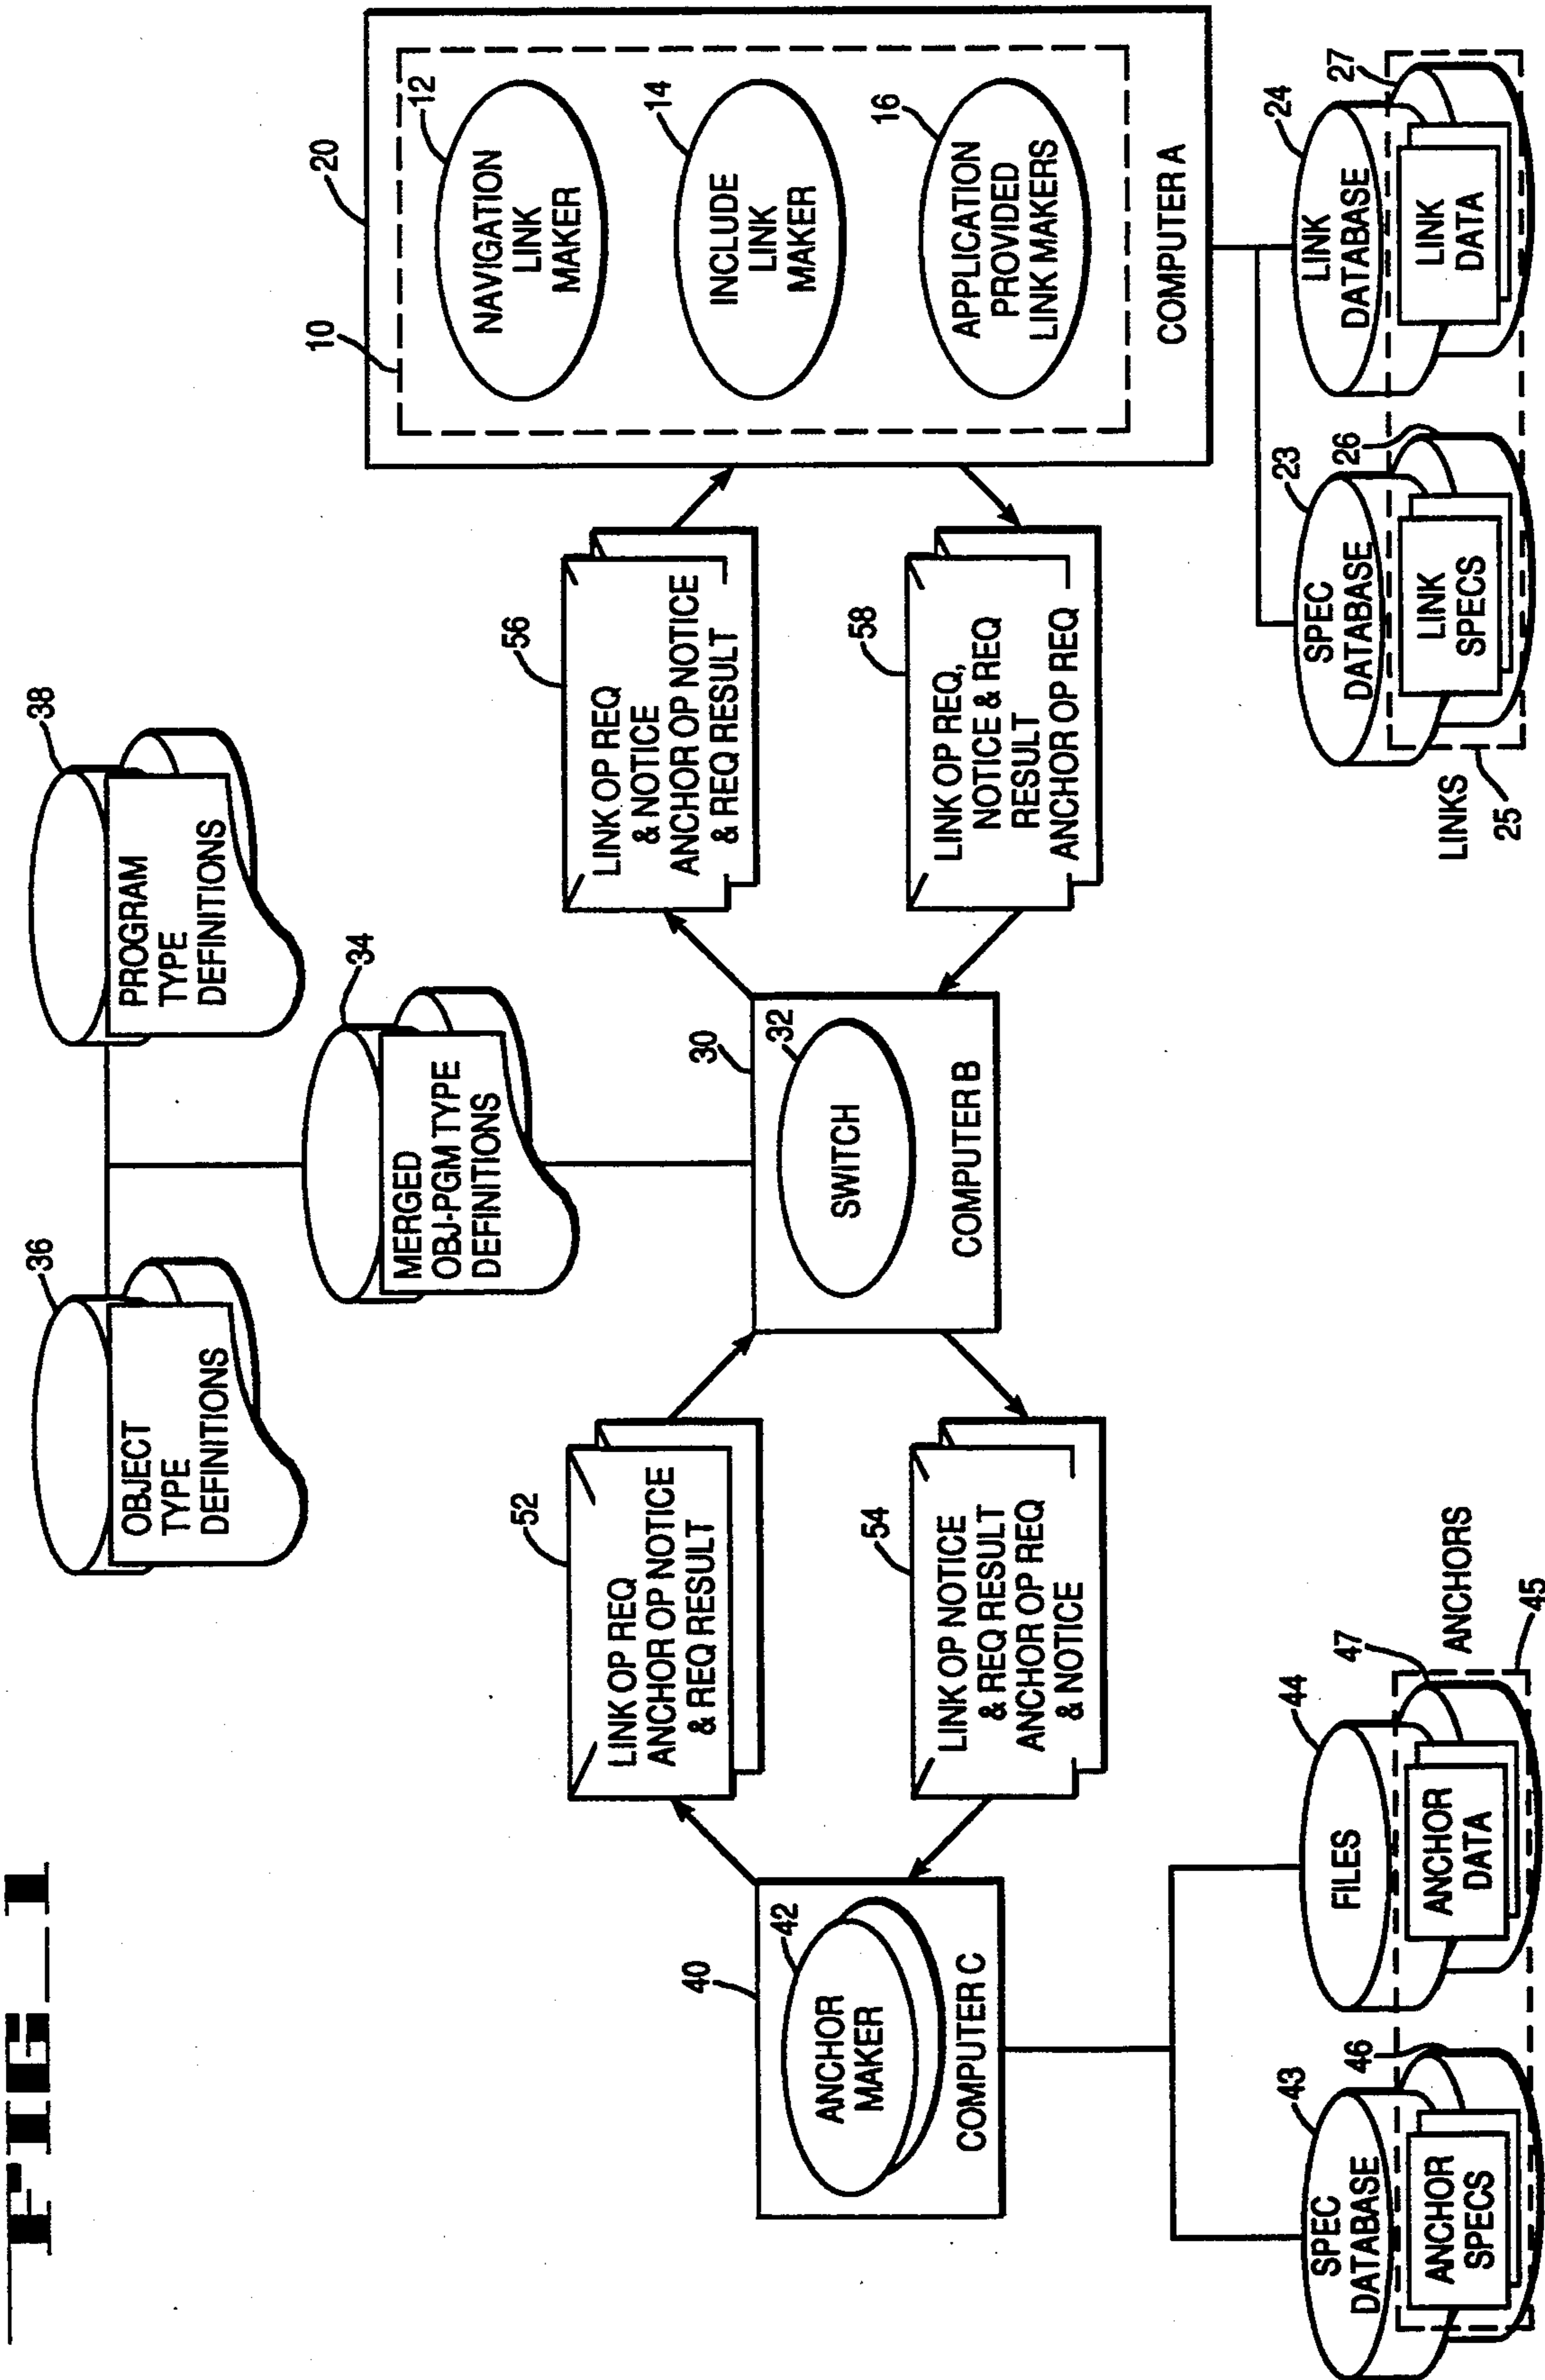 FIG 1
36
OBJECT
TYPE
DEFINITIONS
38
PROGRAM
TYPE
DEFINITIONS
34
MERGED
OBJ-PGM TYPE
DEFINITIONS
40
42
ANCHOR
MAKER
COMPUTER C
52
LINK OP REQ
ANCHOR OP NOTICE
& REQ RESULT
54
LINK OP NOTICE
& REQ RESULT
ANCHOR OP REQ
& NOTICE
30
32
SWITCH
COMPUTER B
56
LINK OP REQ
& NOTICE
ANCHOR OP NOTICE
& REQ RESULT
58
LINK OP REQ,
NOTICE & REQ
RESULT
ANCHOR OP REQ
10
20
12
NAVIGATION
LINK
MAKER
14
INCLUDE
LINK
MAKER
16
APPLICATION
PROVIDED
LINK MAKERS
COMPUTER A
43
SPEC
DATABASE
46
ANCHOR
SPECS
44
FILES
47
ANCHOR
DATA
ANCHORS
45
LINKS
25
23
SPEC
DATABASE
26
LINK
SPECS
24
LINK
DATABASE
27
LINK
DATA